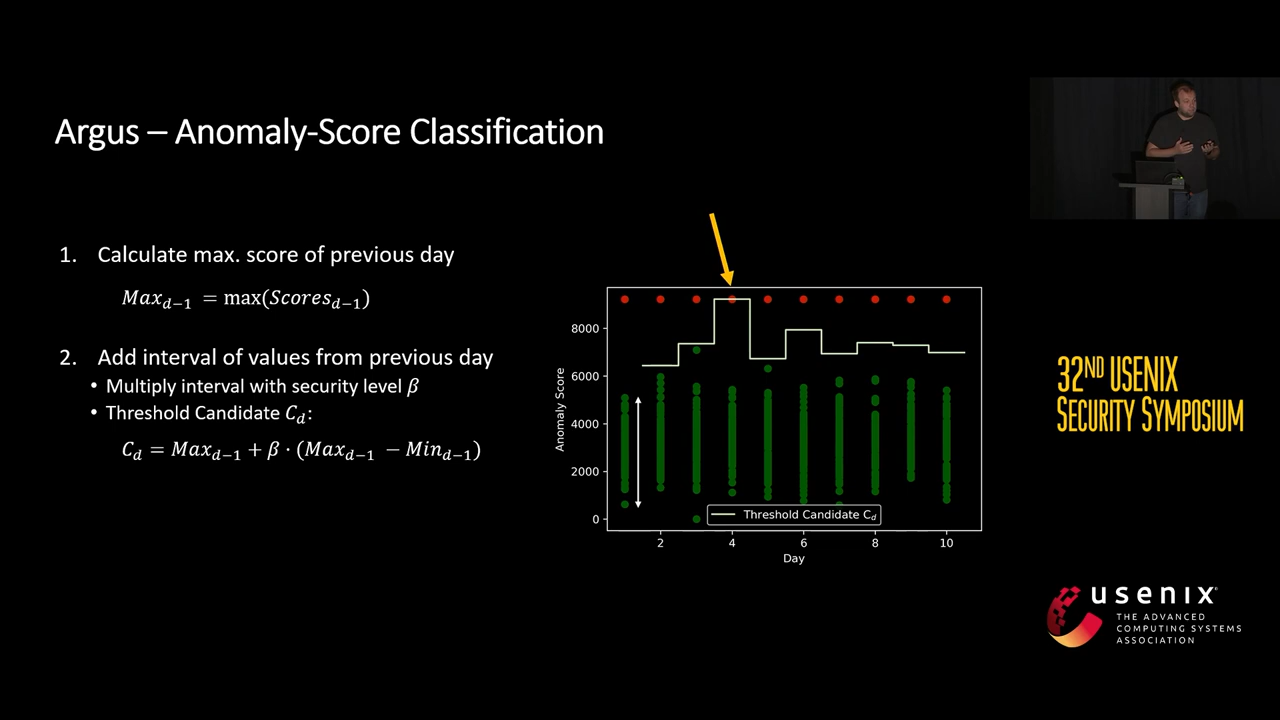 Argus – Anomaly-Score Classification
1. Calculate max. score of previous day
Max_{d−1} = max(Scores_{d−1})
2. Add interval of values from previous day
• Multiply interval with security level β
• Threshold Candidate C_d:
C_d = Max_{d−1} + β · (Max_{d−1} − Min_{d−1})
Anomaly Score
8000
6000
4000
2000
0
Threshold Candidate C_d
2 4 6 8 10
Day
32ND USENIX
SECURITY SYMPOSIUM
usenix
THE ADVANCED
COMPUTING SYSTEMS
ASSOCIATION